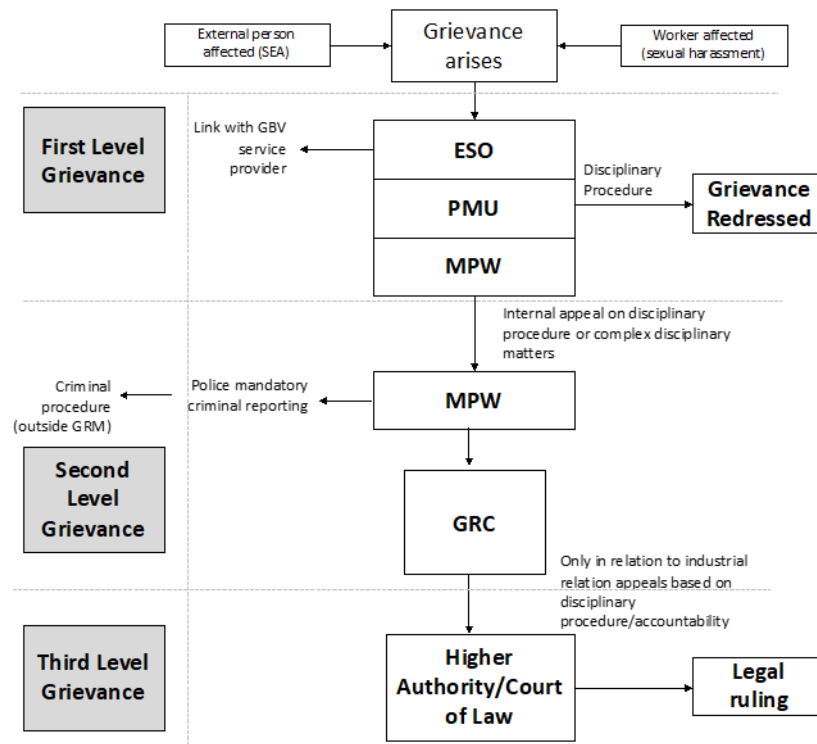 External person
affected (SEA)
Grievance
arises
Worker affected
(sexual harassment)
First Level
Grievance
Link with GBV
service
provider
ESO
PMU
MPW
Disciplinary
Procedure
Grievance
Redressed
Internal appeal on disciplinary
procedure or complex disciplinary
matters
Criminal
procedure
(outside GRM)
Police mandatory
criminal reporting
MPW
Second
Level
Grievance
GRC
Only in relation to industrial
relation appeals based on
disciplinary
procedure/accountability
Third Level
Grievance
Higher
Authority/Court
of Law
Legal
ruling